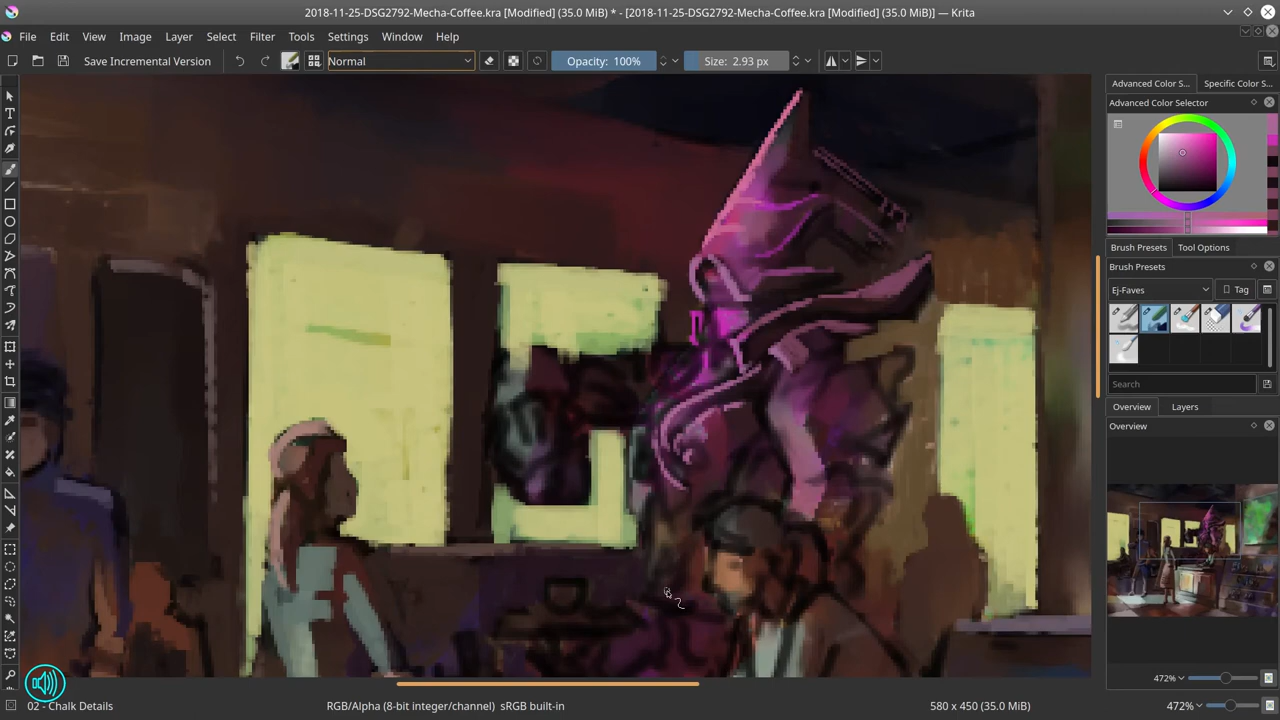 2018-11-25-DSG2792-Mecha-Coffee.kra [Modified] (35.0 MiB) * - [2018-11-25-DSG2792-Mecha-Coffee.kra [Modified] (35.0 MiB)] — Krita
File Edit View Image Layer Select Filter Tools Settings Window Help
Save Incremental Version Normal Opacity: 100% Size: 2.93 px
Advanced Color S... Specific Color S...
Advanced Color Selector
Brush Presets Tool Options
Brush Presets
Ej-Faves Tag
Search
Overview Layers
Overview
472%
02 - Chalk Details RGB/Alpha (8-bit integer/channel) sRGB built-in 580 x 450 (35.0 MiB) 472%